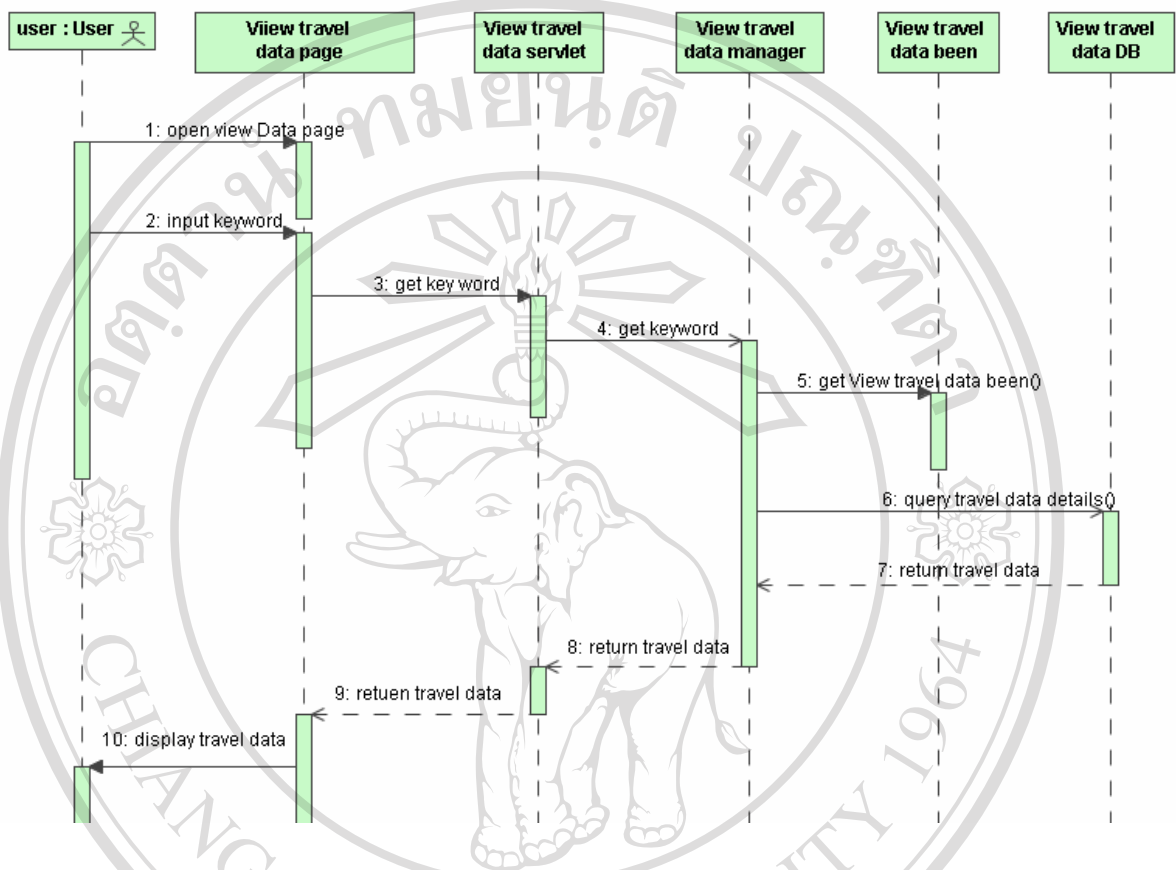 user : User
Viiew travel
data page
View travel
data servlet
View travel
data manager
View travel
data been
View travel
data DB
1: open view Data page
2: input keyword
3: get key word
4: get keyword
5: get View travel data been()
6: query travel data details()
7: return travel data
8: return travel data
9: retuen travel data
10: display travel data
1964